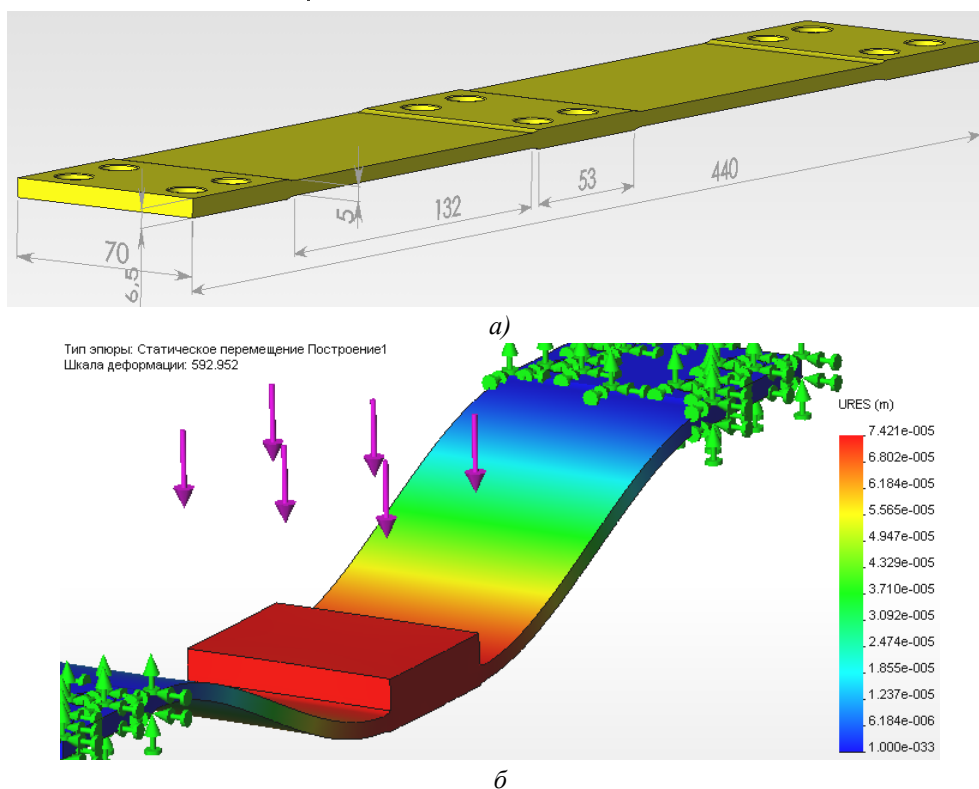 440
53
132
5
70
6,5
а)
Тип эпюры: Статическое перемещение Построение1
Шкала деформации: 592.952
URES (m)
7.421e-005
6.802e-005
6.184e-005
5.565e-005
4.947e-005
4.329e-005
3.710e-005
3.092e-005
2.474e-005
1.855e-005
1.237e-005
6.184e-006
1.000e-033
б